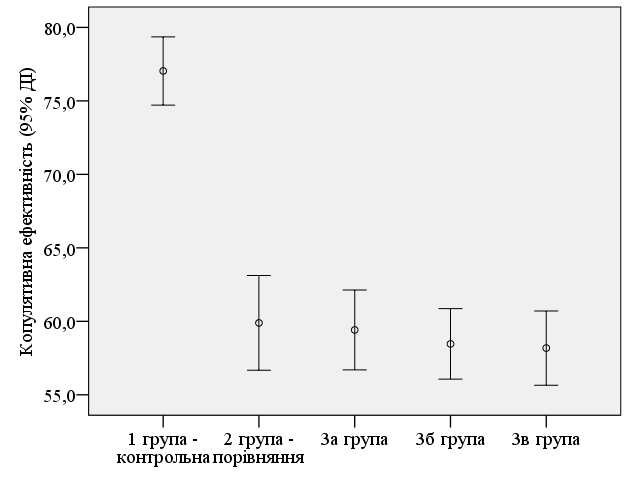 Копулятивна ефективність (95% ДІ)
80,0
75,0
70,0
65,0
60,0
55,0
1 група -
контрольна
2 група -
порівняння
3а група
3б група
3в група